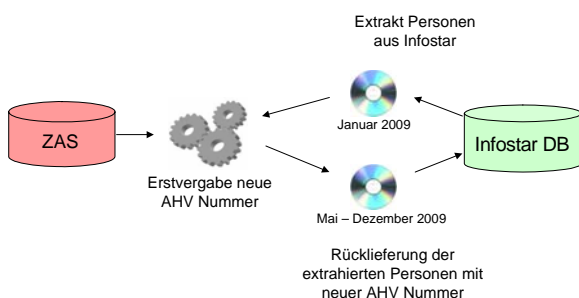 Extrakt Personen
aus Infostar
ZAS
Januar 2009
Infostar DB
Erstvergabe neue
AHV Nummer
Mai – Dezember 2009
Rücklieferung der
extrahierten Personen mit
neuer AHV Nummer